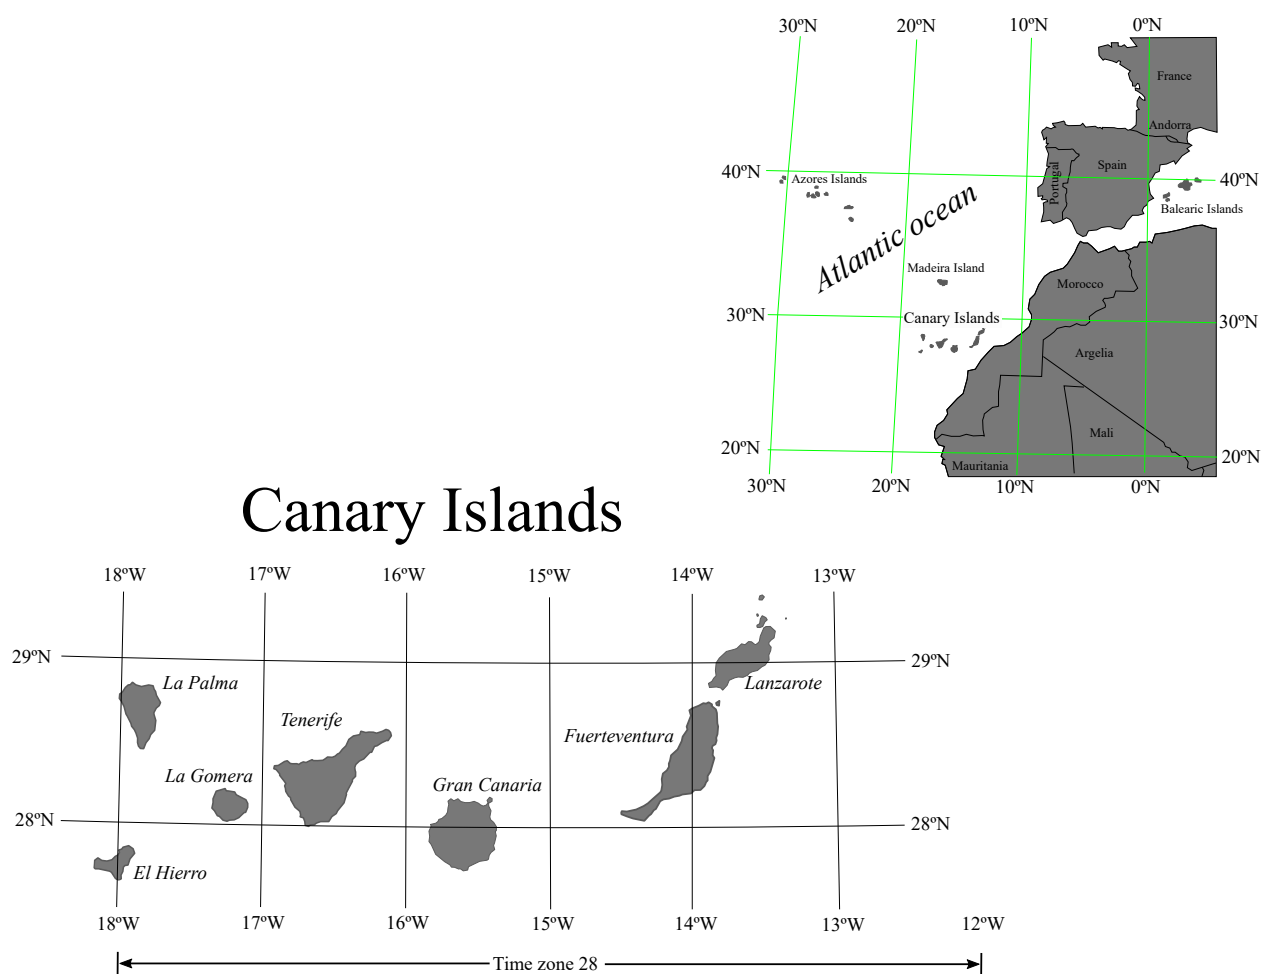 30ºN 20ºN 10ºN 0ºN
France
Andorra
Spain
Portugal
40ºN
Azores Islands
40ºN
Balearic Islands
Atlantic ocean
Madeira Island
Morocco
30ºN
Canary Islands
30ºN
Argelia
Mali
20ºN
20ºN
Mauritania
30ºN 20ºN 10ºN 0ºN
Canary Islands
18ºW 17ºW 16ºW 15ºW 14ºW 13ºW
29ºN
29ºN
La Palma
Lanzarote
Tenerife
Fuerteventura
La Gomera
Gran Canaria
28ºN
28ºN
El Hierro
18ºW 17ºW 16ºW 15ºW 14ºW 13ºW 12ºW
Time zone 28